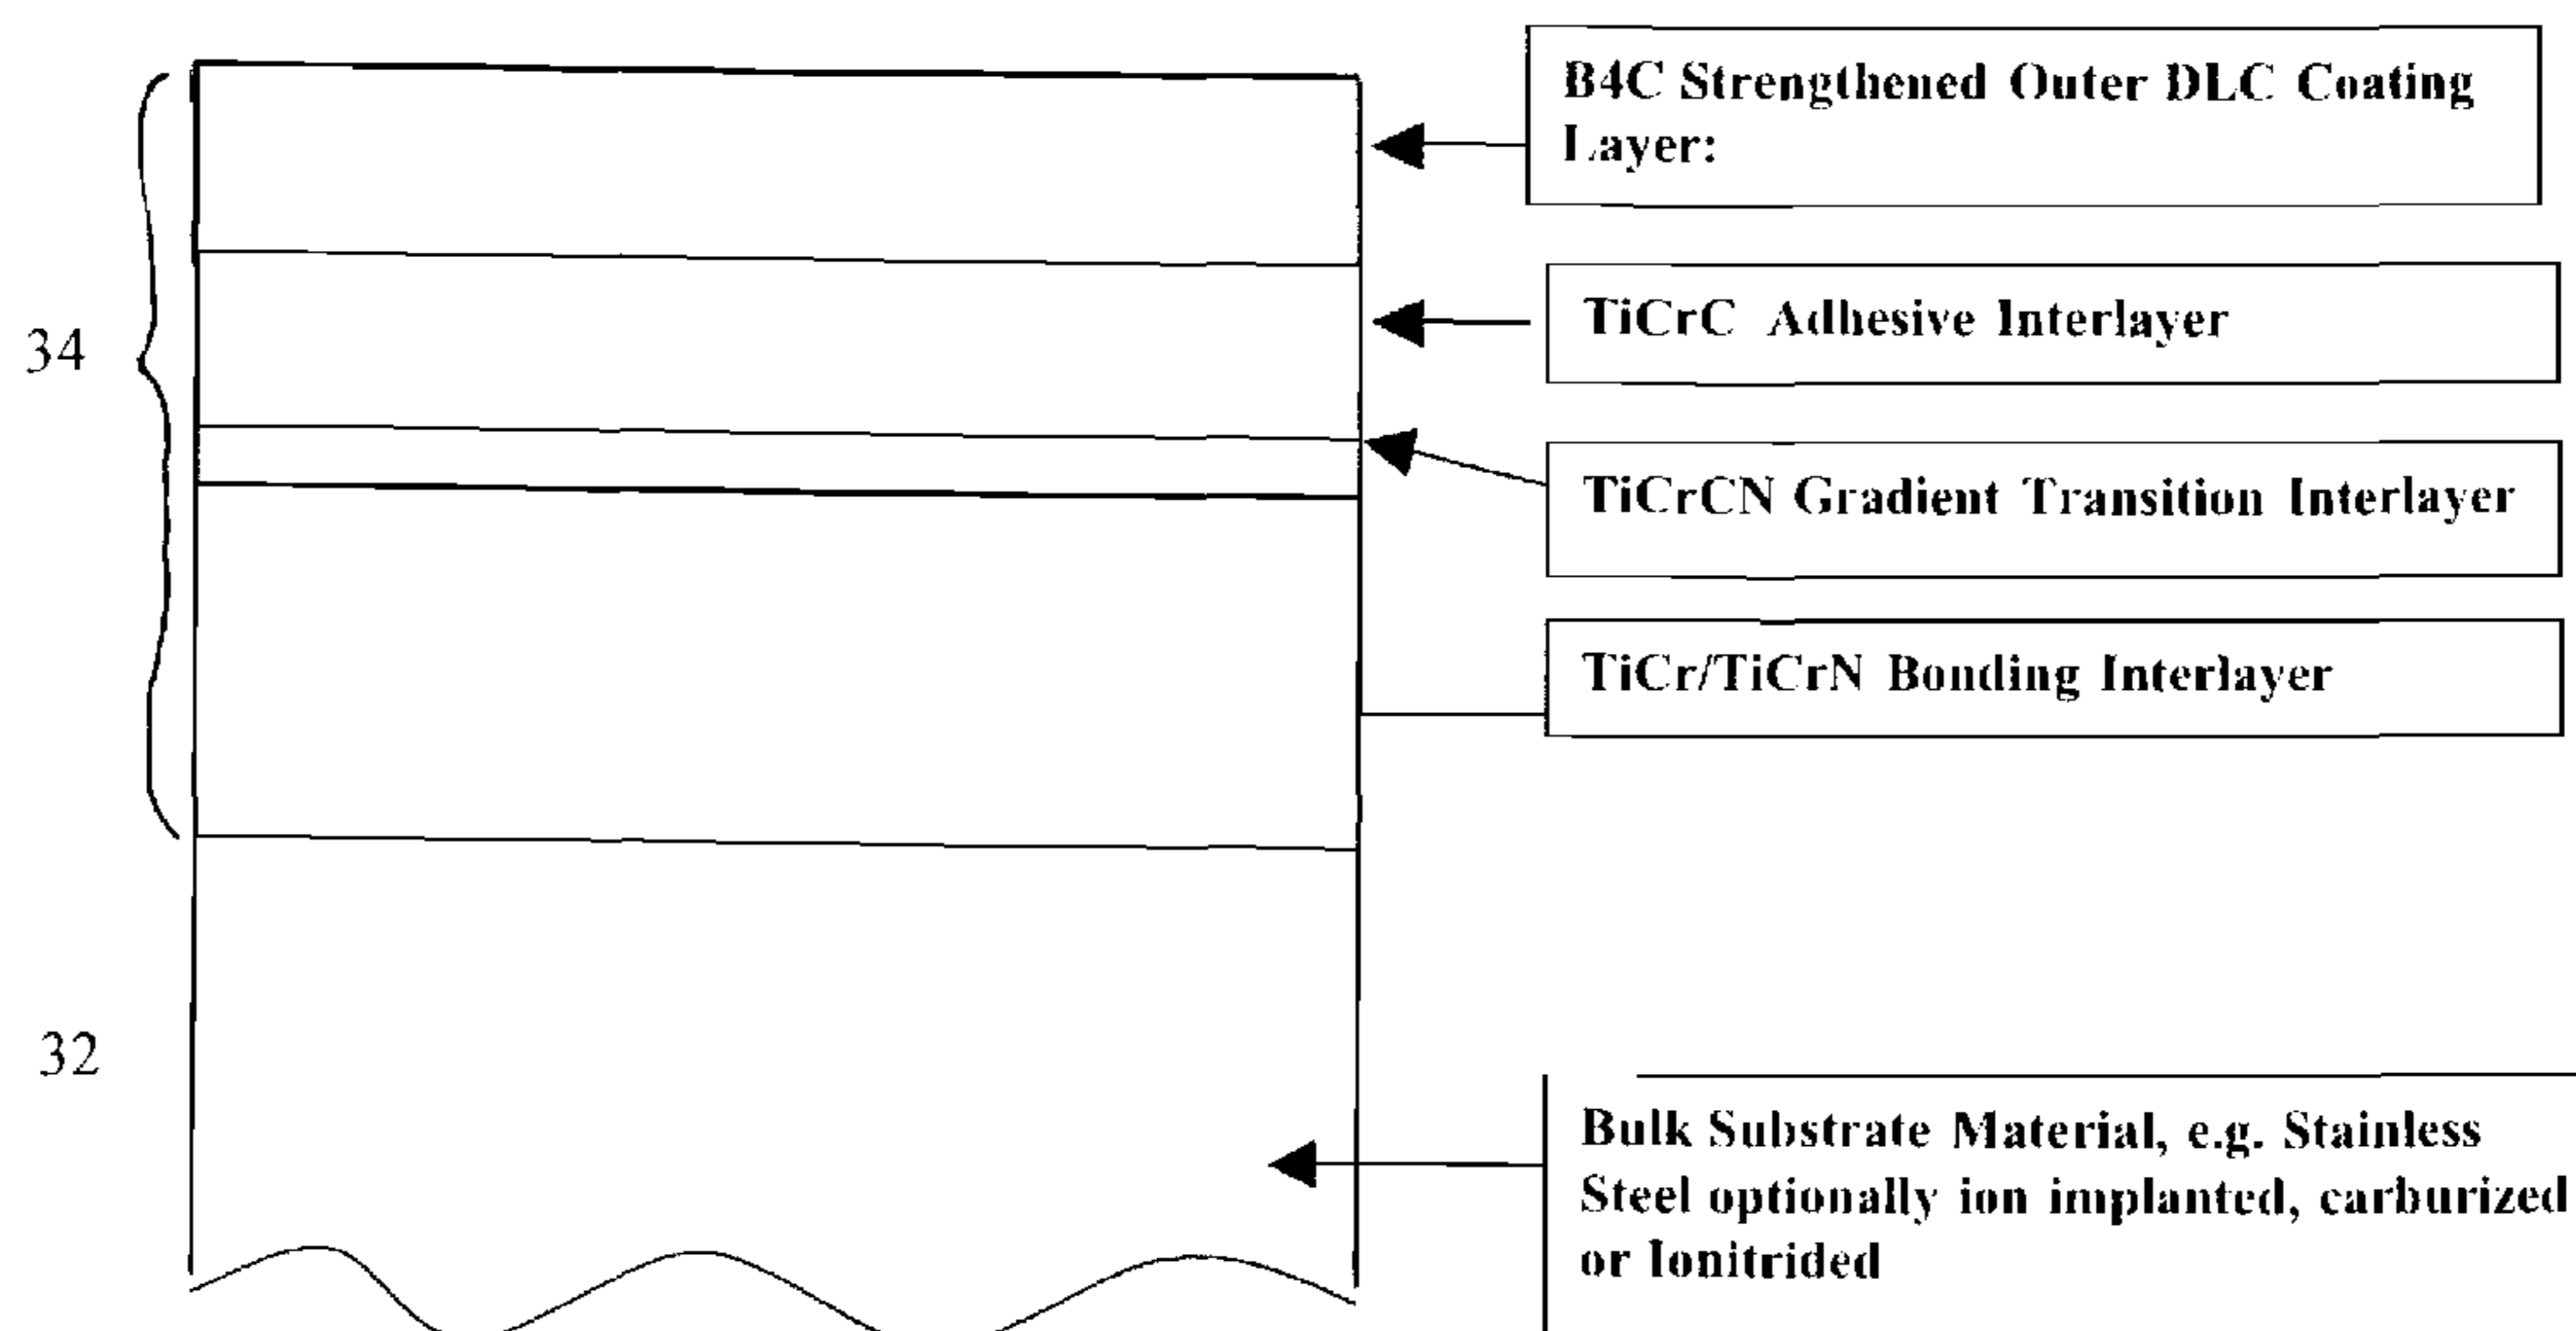 B4C Strengthened Outer DLC Coating
Layer:
34
TiCrC Adhesive Interlayer
TiCrCN Gradient Transition Interlayer
TiCr/TiCrN Bonding Interlayer
32
Bulk Substrate Material, e.g. Stainless
Steel optionally ion implanted, carburized
or Ionitrided